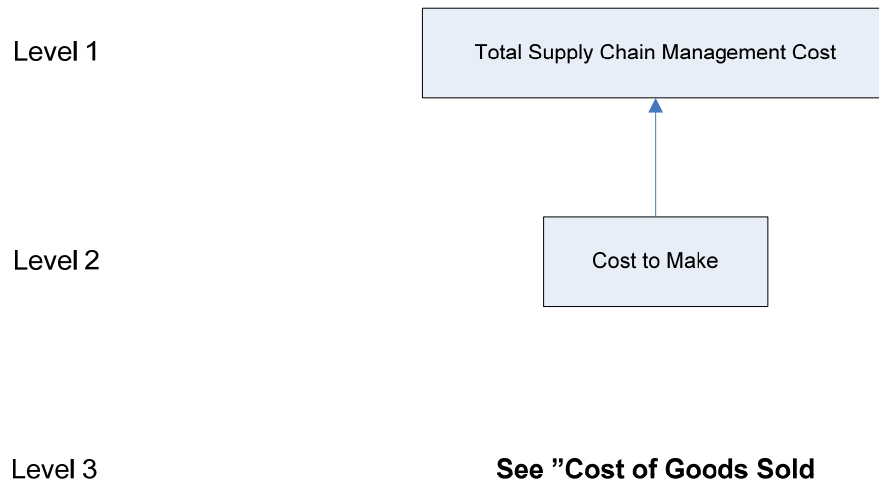 Level 1
Total Supply Chain Management Cost
Level 2
Cost to Make
Level 3
See ”Cost of Goods Sold